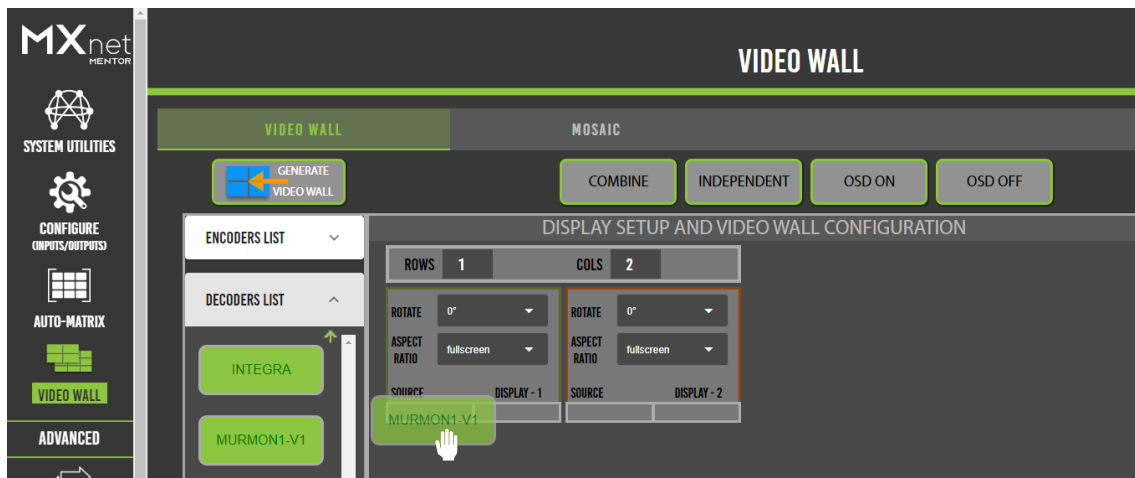 MXnet
MENTOR
VIDEO WALL
SYSTEM UTILITIES
CONFIGURE
(INPUTS/OUTPUTS)
AUTO-MATRIX
VIDEO WALL
ADVANCED
VIDEO WALL
MOSAIC
GENERATE
VIDEO WALL
COMBINE
INDEPENDENT
OSD ON
OSD OFF
ENCODERS LIST
DECODERS LIST
INTEGRA
MURMON1-V1
DISPLAY SETUP AND VIDEO WALL CONFIGURATION
ROWS 1 COLS 2
ROTATE 0°
ASPECT
RATIO
fullscreen
SOURCE DISPLAY - 1
MURMON1-V1
ROTATE 0°
ASPECT
RATIO
fullscreen
SOURCE DISPLAY - 2